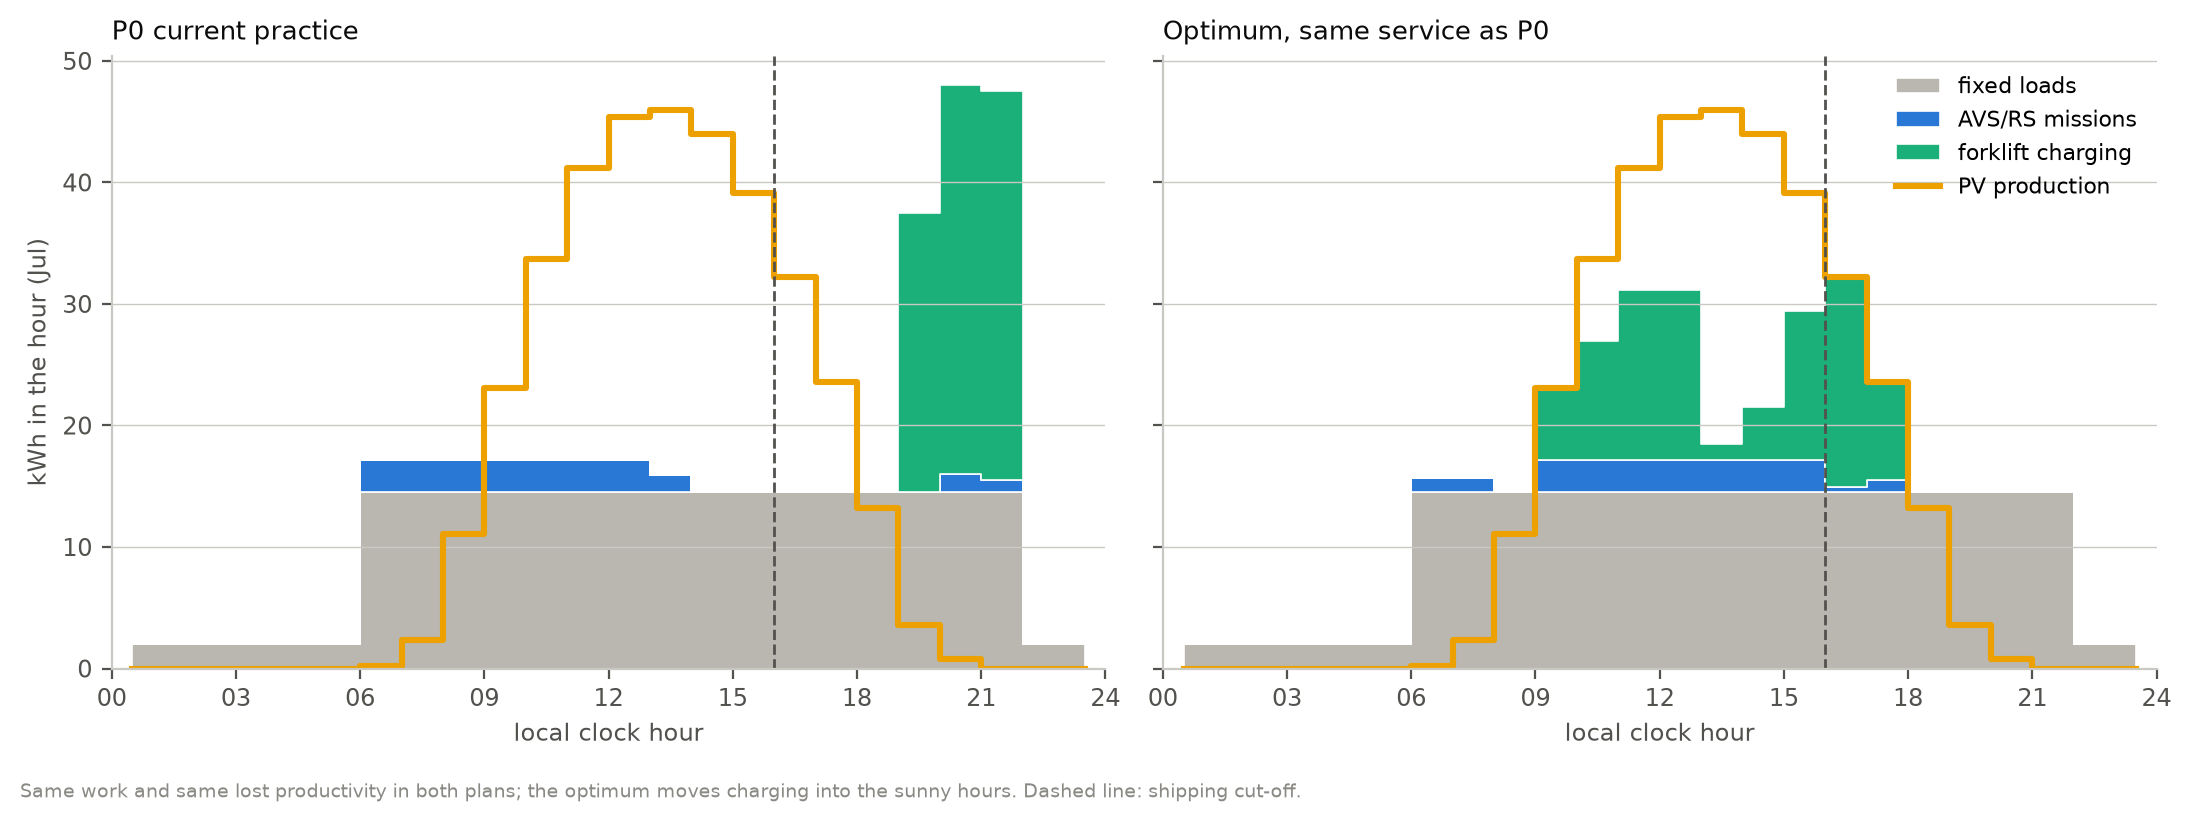 P0 current practice
Optimum, same service as P0
kWh in the hour (Jul)
50
40
30
20
10
0
00 03 06 09 12 15 18 21 24
local clock hour
fixed loads
AVS/RS missions
forklift charging
PV production
00 03 06 09 12 15 18 21 24
local clock hour
Same work and same lost productivity in both plans; the optimum moves charging into the sunny hours. Dashed line: shipping cut-off.